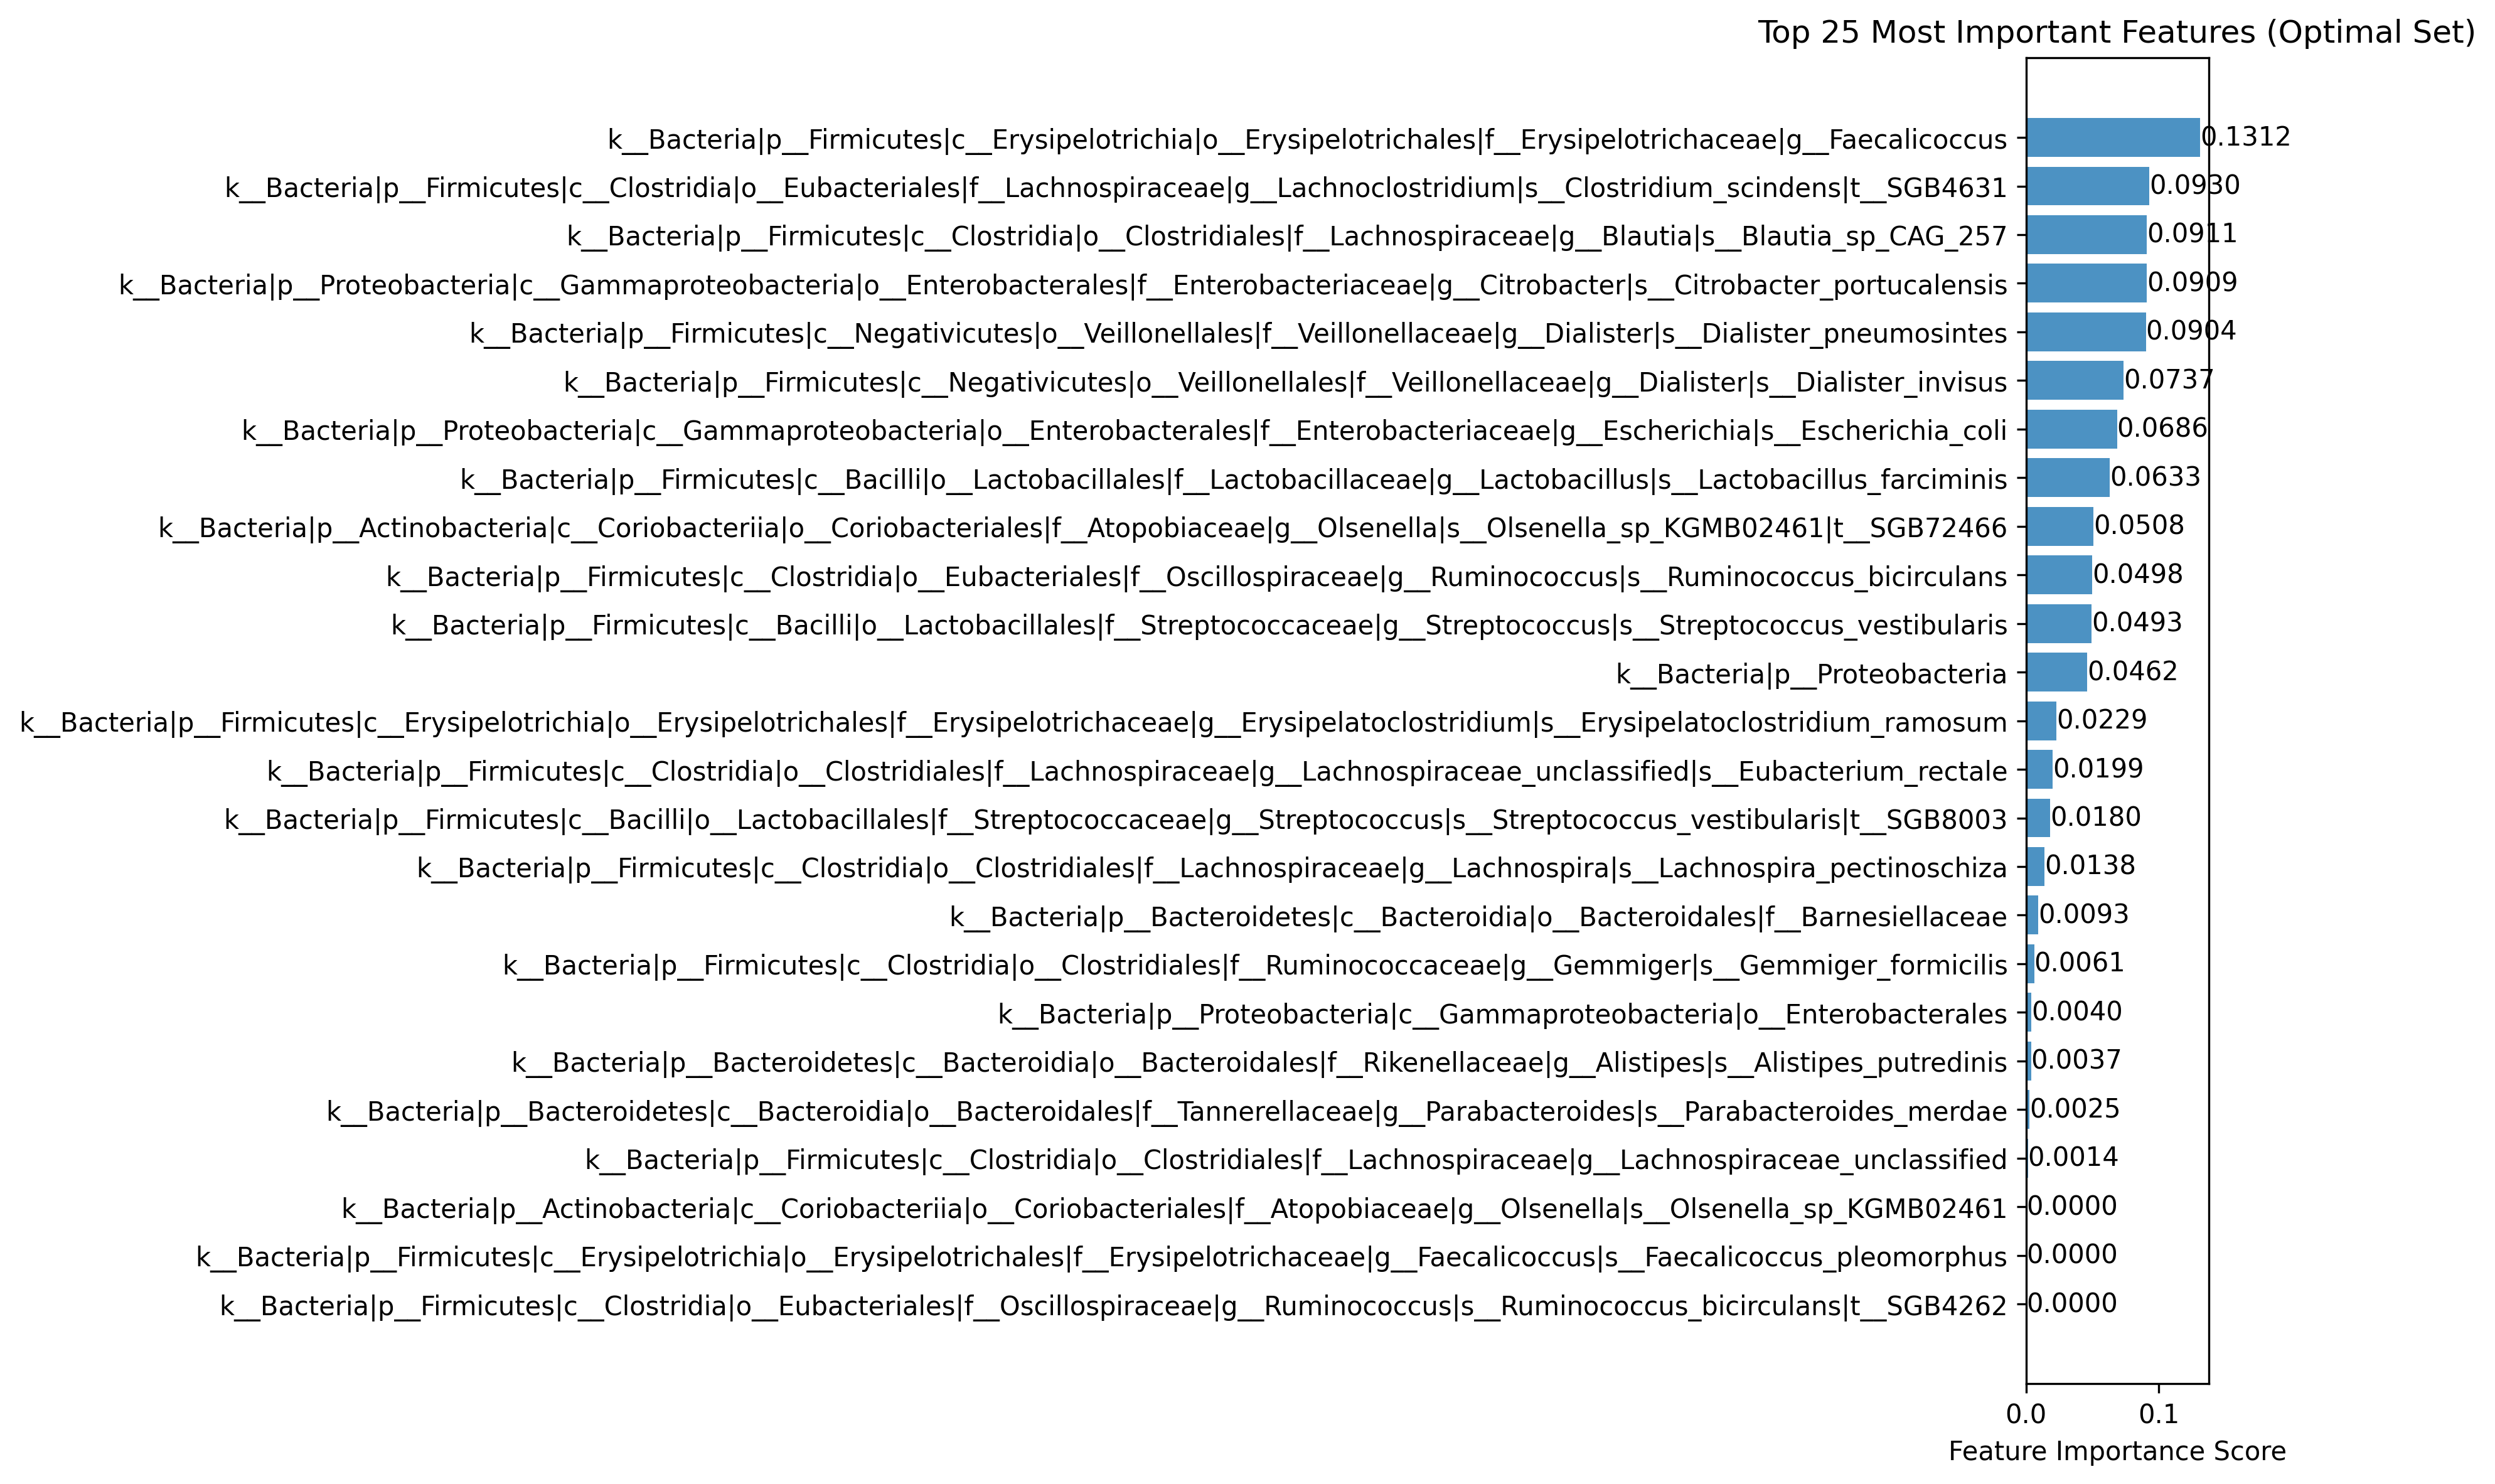 Top 25 Most Important Features (Optimal Set)
k__Bacteria|p__Firmicutes|c__Erysipelotrichia|o__Erysipelotrichales|f__Erysipelotrichaceae|g__Faecalicoccus 0.1312
k__Bacteria|p__Firmicutes|c__Clostridia|o__Eubacteriales|f__Lachnospiraceae|g__Lachnoclostridium|s__Clostridium_scindens|t__SGB4631 0.0930
k__Bacteria|p__Firmicutes|c__Clostridia|o__Clostridiales|f__Lachnospiraceae|g__Blautia|s__Blautia_sp_CAG_257 0.0911
k__Bacteria|p__Proteobacteria|c__Gammaproteobacteria|o__Enterobacterales|f__Enterobacteriaceae|g__Citrobacter|s__Citrobacter_portucalensis 0.0909
k__Bacteria|p__Firmicutes|c__Negativicutes|o__Veillonellales|f__Veillonellaceae|g__Dialister|s__Dialister_pneumosintes 0.0904
k__Bacteria|p__Firmicutes|c__Negativicutes|o__Veillonellales|f__Veillonellaceae|g__Dialister|s__Dialister_invisus 0.0737
k__Bacteria|p__Proteobacteria|c__Gammaproteobacteria|o__Enterobacterales|f__Enterobacteriaceae|g__Escherichia|s__Escherichia_coli 0.0686
k__Bacteria|p__Firmicutes|c__Bacilli|o__Lactobacillales|f__Lactobacillaceae|g__Lactobacillus|s__Lactobacillus_farciminis 0.0633
k__Bacteria|p__Actinobacteria|c__Coriobacteriia|o__Coriobacteriales|f__Atopobiaceae|g__Olsenella|s__Olsenella_sp_KGMB02461|t__SGB72466 0.0508
k__Bacteria|p__Firmicutes|c__Clostridia|o__Eubacteriales|f__Oscillospiraceae|g__Ruminococcus|s__Ruminococcus_bicirculans 0.0498
k__Bacteria|p__Firmicutes|c__Bacilli|o__Lactobacillales|f__Streptococcaceae|g__Streptococcus|s__Streptococcus_vestibularis 0.0493
k__Bacteria|p__Proteobacteria 0.0462
k__Bacteria|p__Firmicutes|c__Erysipelotrichia|o__Erysipelotrichales|f__Erysipelotrichaceae|g__Erysipelatoclostridium|s__Erysipelatoclostridium_ramosum 0.0229
k__Bacteria|p__Firmicutes|c__Clostridia|o__Clostridiales|f__Lachnospiraceae|g__Lachnospiraceae_unclassified|s__Eubacterium_rectale 0.0199
k__Bacteria|p__Firmicutes|c__Bacilli|o__Lactobacillales|f__Streptococcaceae|g__Streptococcus|s__Streptococcus_vestibularis|t__SGB8003 0.0180
k__Bacteria|p__Firmicutes|c__Clostridia|o__Clostridiales|f__Lachnospiraceae|g__Lachnospira|s__Lachnospira_pectinoschiza 0.0138
k__Bacteria|p__Bacteroidetes|c__Bacteroidia|o__Bacteroidales|f__Barnesiellaceae 0.0093
k__Bacteria|p__Firmicutes|c__Clostridia|o__Clostridiales|f__Ruminococcaceae|g__Gemmiger|s__Gemmiger_formicilis 0.0061
k__Bacteria|p__Proteobacteria|c__Gammaproteobacteria|o__Enterobacterales 0.0040
k__Bacteria|p__Bacteroidetes|c__Bacteroidia|o__Bacteroidales|f__Rikenellaceae|g__Alistipes|s__Alistipes_putredinis 0.0037
k__Bacteria|p__Bacteroidetes|c__Bacteroidia|o__Bacteroidales|f__Tannerellaceae|g__Parabacteroides|s__Parabacteroides_merdae 0.0025
k__Bacteria|p__Firmicutes|c__Clostridia|o__Clostridiales|f__Lachnospiraceae|g__Lachnospiraceae_unclassified 0.0014
k__Bacteria|p__Actinobacteria|c__Coriobacteriia|o__Coriobacteriales|f__Atopobiaceae|g__Olsenella|s__Olsenella_sp_KGMB02461 0.0000
k__Bacteria|p__Firmicutes|c__Erysipelotrichia|o__Erysipelotrichales|f__Erysipelotrichaceae|g__Faecalicoccus|s__Faecalicoccus_pleomorphus 0.0000
k__Bacteria|p__Firmicutes|c__Clostridia|o__Eubacteriales|f__Oscillospiraceae|g__Ruminococcus|s__Ruminococcus_bicirculans|t__SGB4262 0.0000
0.0 0.1
Feature Importance Score